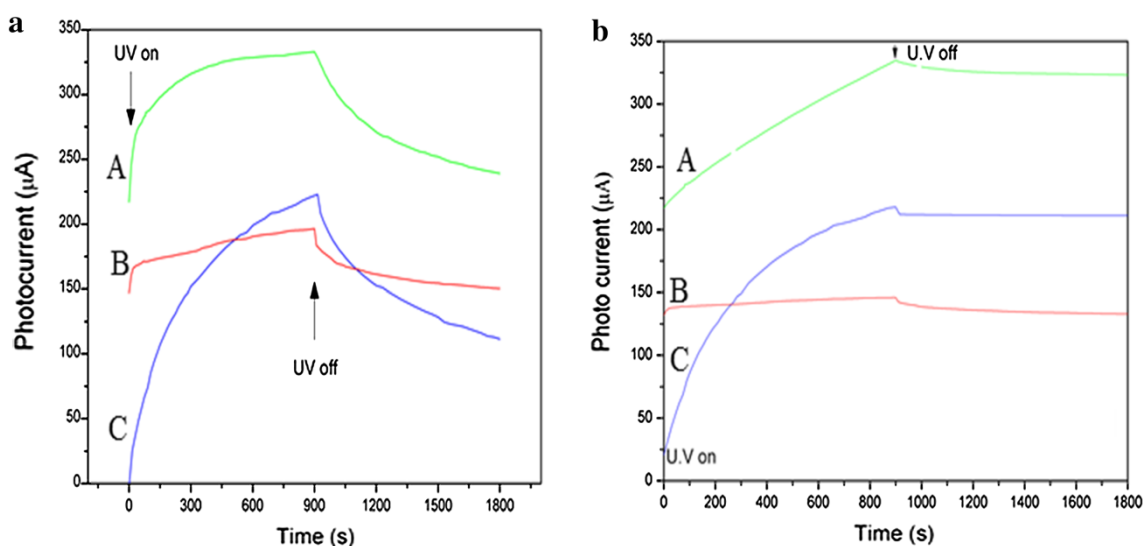 a
350
300
250
200
150
100
50
0
Photocurrent (µA)
UV on
A
B
C
UV off
0 300 600 900 1200 1500 1800
Time (s)
b
350
300
250
200
150
100
50
0
Photo current (µA)
U.V off
A
B
C
U.V on
0 200 400 600 800 1000 1200 1400 1600 1800
Time (s)